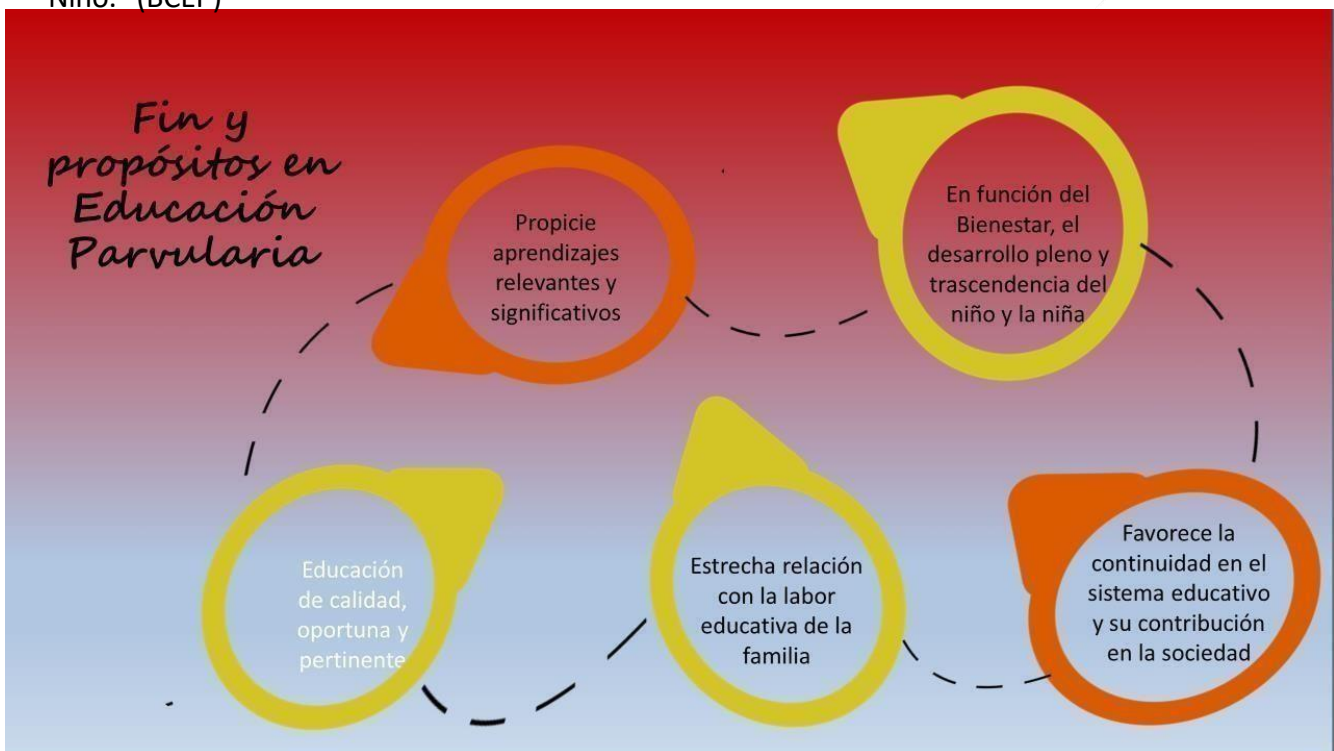 Niño. (BCEP)
Fin y
propósitos en
Educación
Parvularia
Propicie
aprendizajes
relevantes y
significativos
En función del
Bienestar, el
desarrollo pleno y
trascendencia del
niño y la niña
Educación
de calidad,
oportuna y
pertinente
Estrecha relación
con la labor
educativa de la
familia
Favorece la
continuidad en el
sistema educativo
y su contribución
en la sociedad